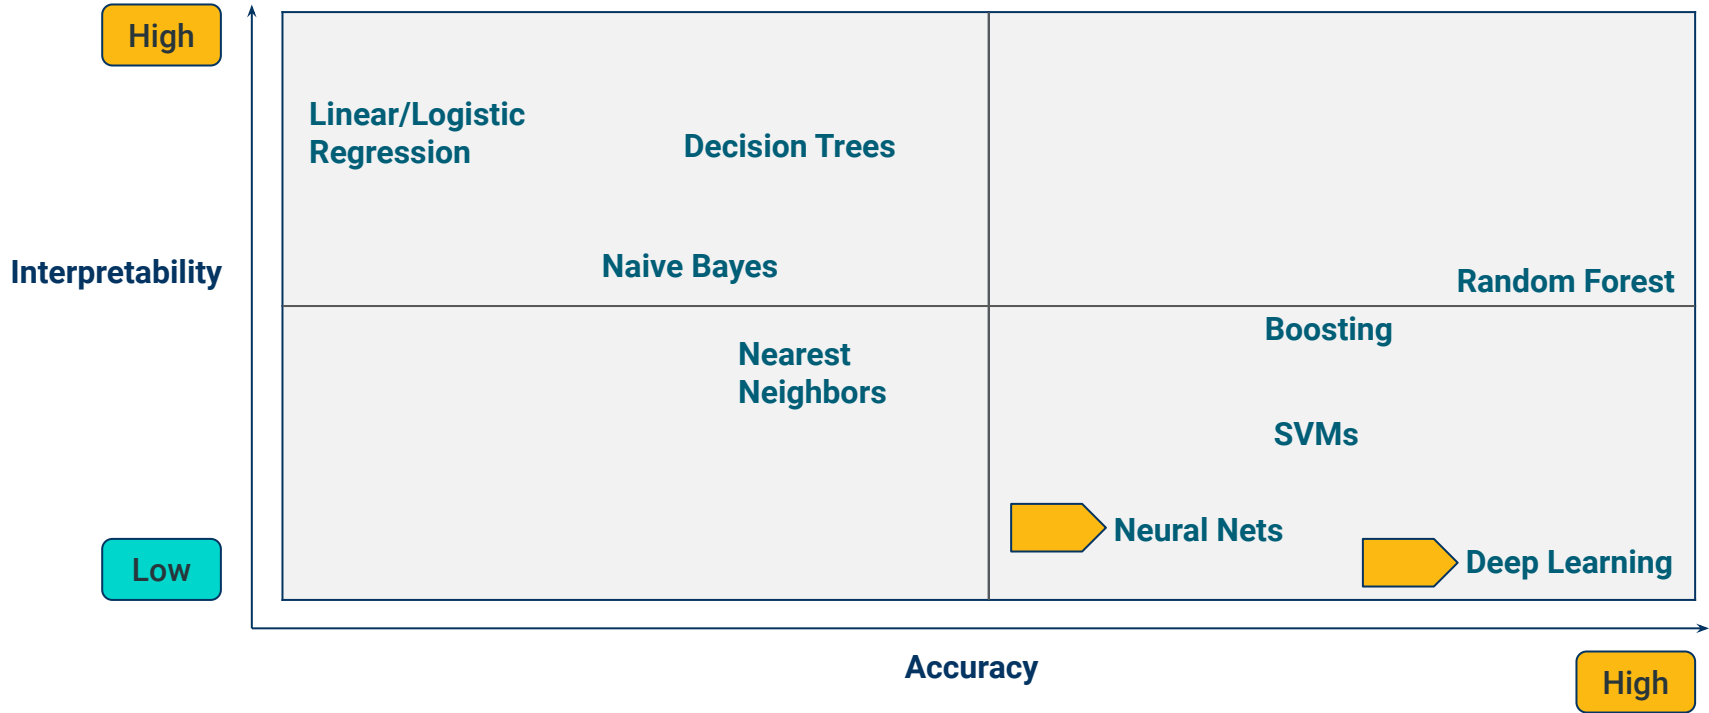 High
Linear/Logistic
Regression
Decision Trees
Interpretability
Naive Bayes
Random Forest
Boosting
Nearest
Neighbors
SVMs
Neural Nets
Low
Deep Learning
Accuracy
High